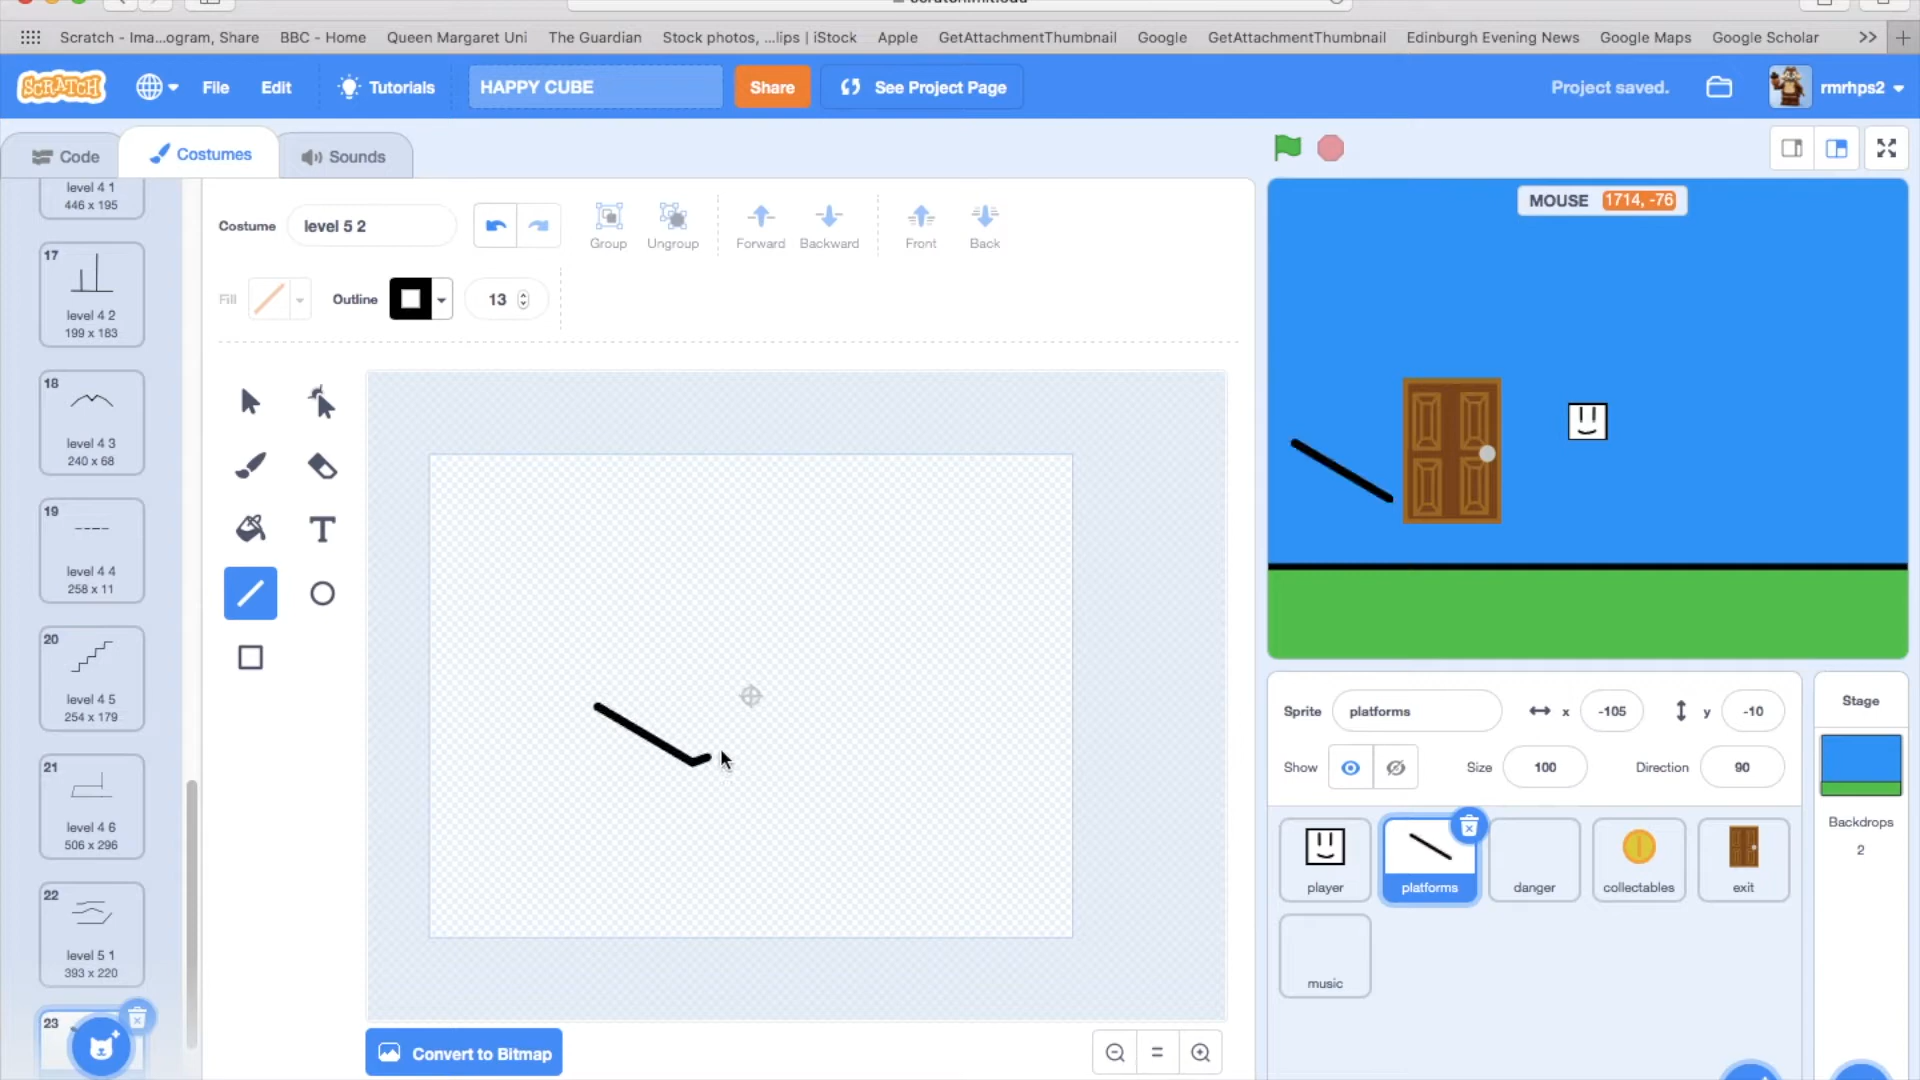 Scratch - Ima...ogram, Share BBC - Home Queen Margaret Uni The Guardian Stock photos, ...lips | iStock Apple GetAttachmentThumbnail Google GetAttachmentThumbnail Edinburgh Evening News Google Maps Google Scholar >>
SCRATCH File Edit Tutorials HAPPY CUBE Share See Project Page Project saved. rmrhps2
Code Costumes Sounds
level 4 1
446 x 195
17
level 4 2
199 x 183
18
level 4 3
240 x 68
19
level 4 4
258 x 11
20
level 4 5
254 x 179
21
level 4 6
506 x 296
22
level 5 1
393 x 220
23
Costume level 5 2
Group Ungroup Forward Backward Front Back
Fill Outline 13
T
Convert to Bitmap
MOUSE 1714, -76
Sprite platforms x -105 y -10
Show Size 100 Direction 90
player platforms danger collectables exit
music
Stage
Backdrops
2